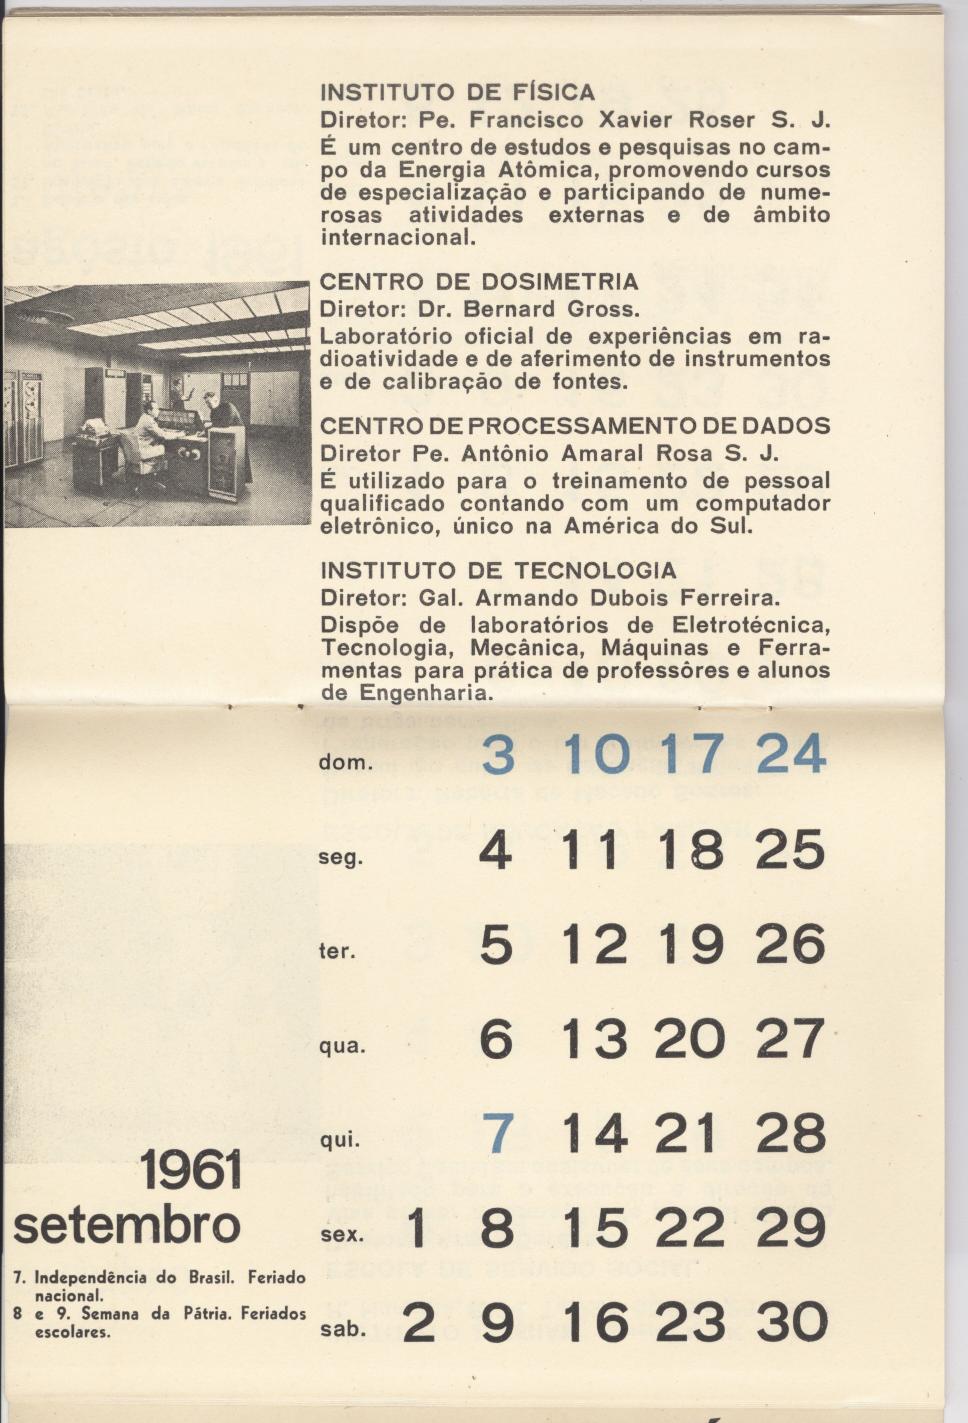 INSTITUTO DE FÍSICA
Diretor: Pe. Francisco Xavier Roser S. J.
É um centro de estudos e pesquisas no cam-
po da Energia Atômica, promovendo cursos
de especialização e participando de nume-
rosas atividades externas e de âmbito
internacional.
CENTRO DE DOSIMETRIA
Diretor: Dr. Bernard Gross.
Laboratório oficial de experiências em ra-
dioatividade e de aferimento de instrumentos
e de calibração de fontes.
CENTRO DE PROCESSAMENTO DE DADOS
Diretor Pe. Antônio Amaral Rosa S. J.
É utilizado para o treinamento de pessoal
qualificado contando com um computador
eletrônico, único na América do Sul.
INSTITUTO DE TECNOLOGIA
Diretor: Gal. Armando Dubois Ferreira.
Dispõe de laboratórios de Eletrotécnica,
Tecnologia, Mecânica, Máquinas e Ferra-
mentas para prática de professôres e alunos
de Engenharia.
dom. 3 10 17 24
seg. 4 11 18 25
ter. 5 12 19 26
qua. 6 13 20 27
qui. 7 14 21 28
sex. 1 8 15 22 29
sab. 2 9 16 23 30
1961
setembro
7. Independência do Brasil. Feriado
nacional.
8 e 9. Semana da Pátria. Feriados
escolares.